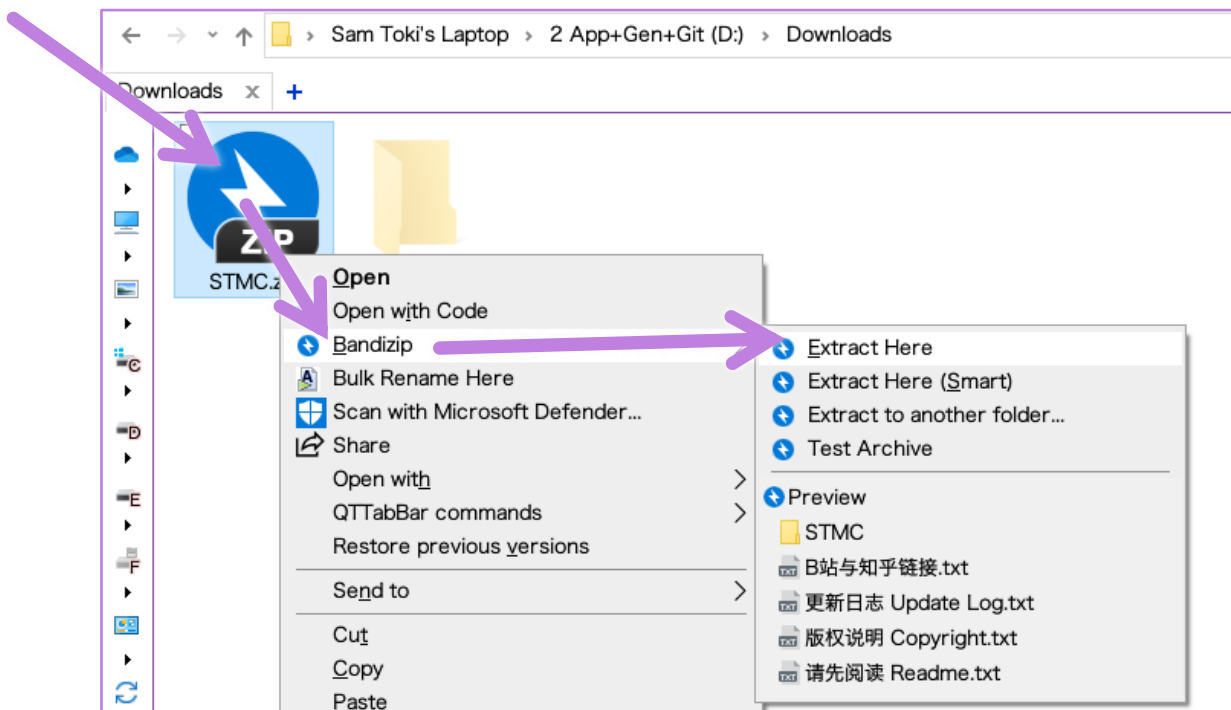 Sam Toki's Laptop › 2 App+Gen+Git (D:) › Downloads
Downloads x +
ZIP
STMC.z
Open
Open with Code
Bandizip
Bulk Rename Here
Scan with Microsoft Defender...
Share
Open with
QTTabBar commands
Restore previous versions
Send to
Cut
Copy
Paste
Extract Here
Extract Here (Smart)
Extract to another folder...
Test Archive
Preview
STMC
B站与知乎链接.txt
更新日志 Update Log.txt
版权说明 Copyright.txt
请先阅读 Readme.txt
C
D
E
F